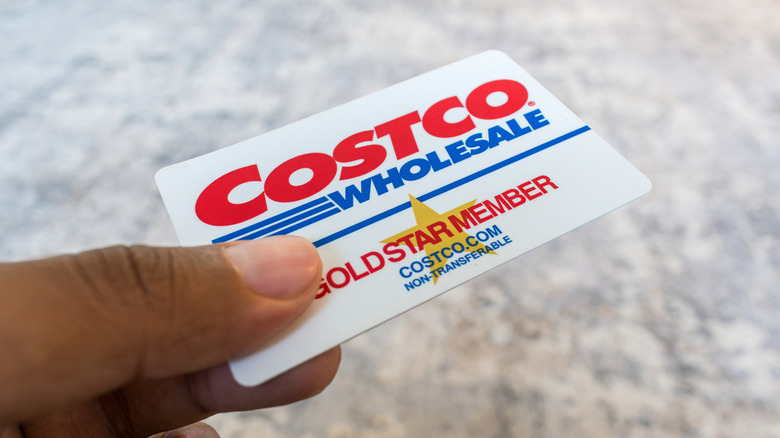 COSTCO®
WHOLESALE
GOLD STAR MEMBER
COSTCO.COM
NON-TRANSFERABLE